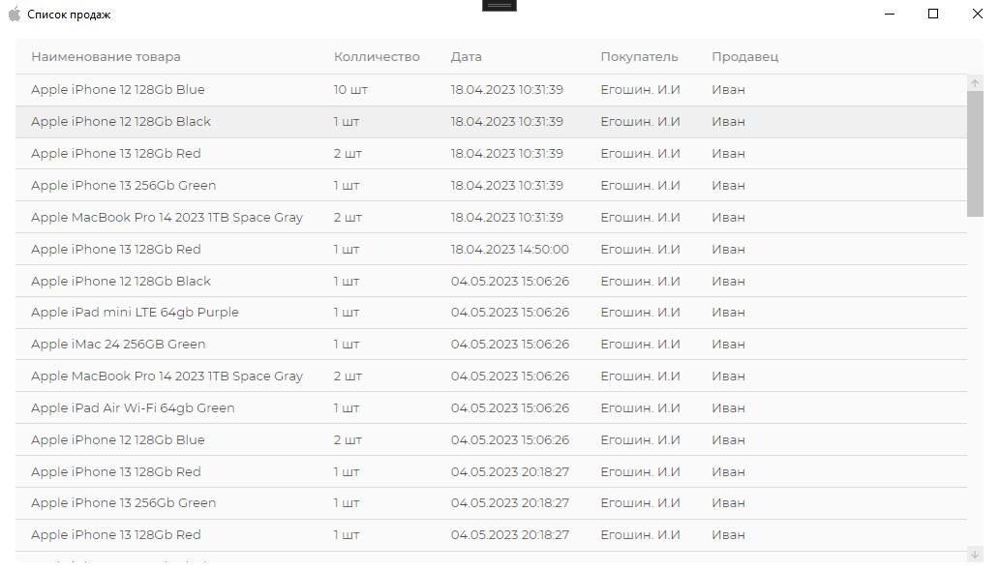 Список продаж
Наименование товара Колличество Дата Покупатель Продавец
Apple iPhone 12 128Gb Blue 10 шт 18.04.2023 10:31:39 Егошин. И.И Иван
Apple iPhone 12 128Gb Black 1 шт 18.04.2023 10:31:39 Егошин. И.И Иван
Apple iPhone 13 128Gb Red 2 шт 18.04.2023 10:31:39 Егошин. И.И Иван
Apple iPhone 13 256Gb Green 1 шт 18.04.2023 10:31:39 Егошин. И.И Иван
Apple MacBook Pro 14 2023 1TB Space Gray 2 шт 18.04.2023 10:31:39 Егошин. И.И Иван
Apple iPhone 13 128Gb Red 1 шт 18.04.2023 14:50:00 Егошин. И.И Иван
Apple iPhone 12 128Gb Black 1 шт 04.05.2023 15:06:26 Егошин. И.И Иван
Apple iPad mini LTE 64gb Purple 1 шт 04.05.2023 15:06:26 Егошин. И.И Иван
Apple iMac 24 256GB Green 1 шт 04.05.2023 15:06:26 Егошин. И.И Иван
Apple MacBook Pro 14 2023 1TB Space Gray 2 шт 04.05.2023 15:06:26 Егошин. И.И Иван
Apple iPad Air Wi-Fi 64gb Green 1 шт 04.05.2023 15:06:26 Егошин. И.И Иван
Apple iPhone 12 128Gb Blue 2 шт 04.05.2023 15:06:26 Егошин. И.И Иван
Apple iPhone 13 128Gb Red 1 шт 04.05.2023 20:18:27 Егошин. И.И Иван
Apple iPhone 13 256Gb Green 1 шт 04.05.2023 20:18:27 Егошин. И.И Иван
Apple iPhone 13 128Gb Red 1 шт 04.05.2023 20:18:27 Егошин. И.И Иван